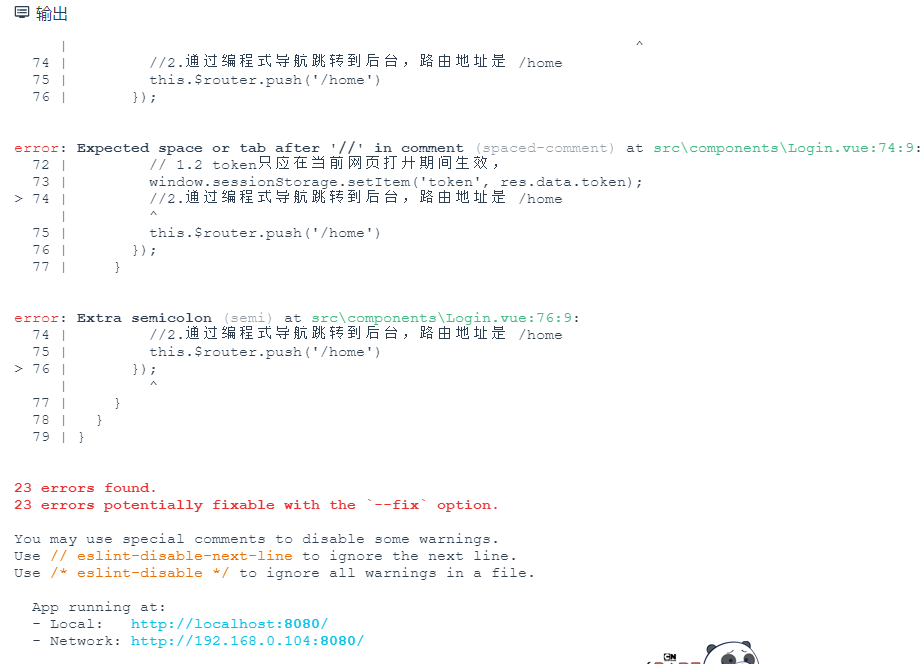 输出
| ^
74 | //2.通过编程式导航跳转到后台，路由地址是 /home
75 | this.$router.push('/home')
76 | });
error: Expected space or tab after '//' in comment (spaced-comment) at src\components\Login.vue:74:9:
72 | // 1.2 token只应在当前网页打开期间生效，
73 | window.sessionStorage.setItem('token', res.data.token);
> 74 | //2.通过编程式导航跳转到后台，路由地址是 /home
| ^
75 | this.$router.push('/home')
76 | });
77 | }
error: Extra semicolon (semi) at src\components\Login.vue:76:9:
74 | //2.通过编程式导航跳转到后台，路由地址是 /home
75 | this.$router.push('/home')
> 76 | });
| ^
77 | }
78 | }
79 | }
23 errors found.
23 errors potentially fixable with the `--fix` option.
You may use special comments to disable some warnings.
Use // eslint-disable-next-line to ignore the next line.
Use /* eslint-disable */ to ignore all warnings in a file.
App running at:
- Local: http://localhost:8080/
- Network: http://192.168.0.104:8080/
CN